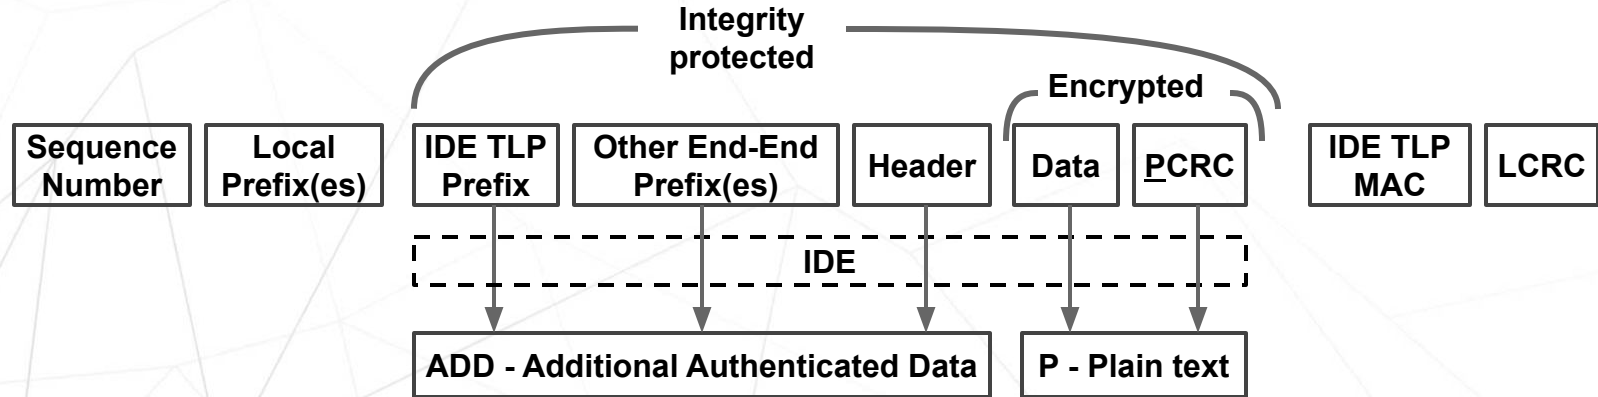 Integrity
protected
Encrypted
Sequence
Number
Local
Prefix(es)
IDE TLP
Prefix
Other End-End
Prefix(es)
Header
Data
PCRC
IDE TLP
MAC
LCRC
IDE
ADD - Additional Authenticated Data
P - Plain text